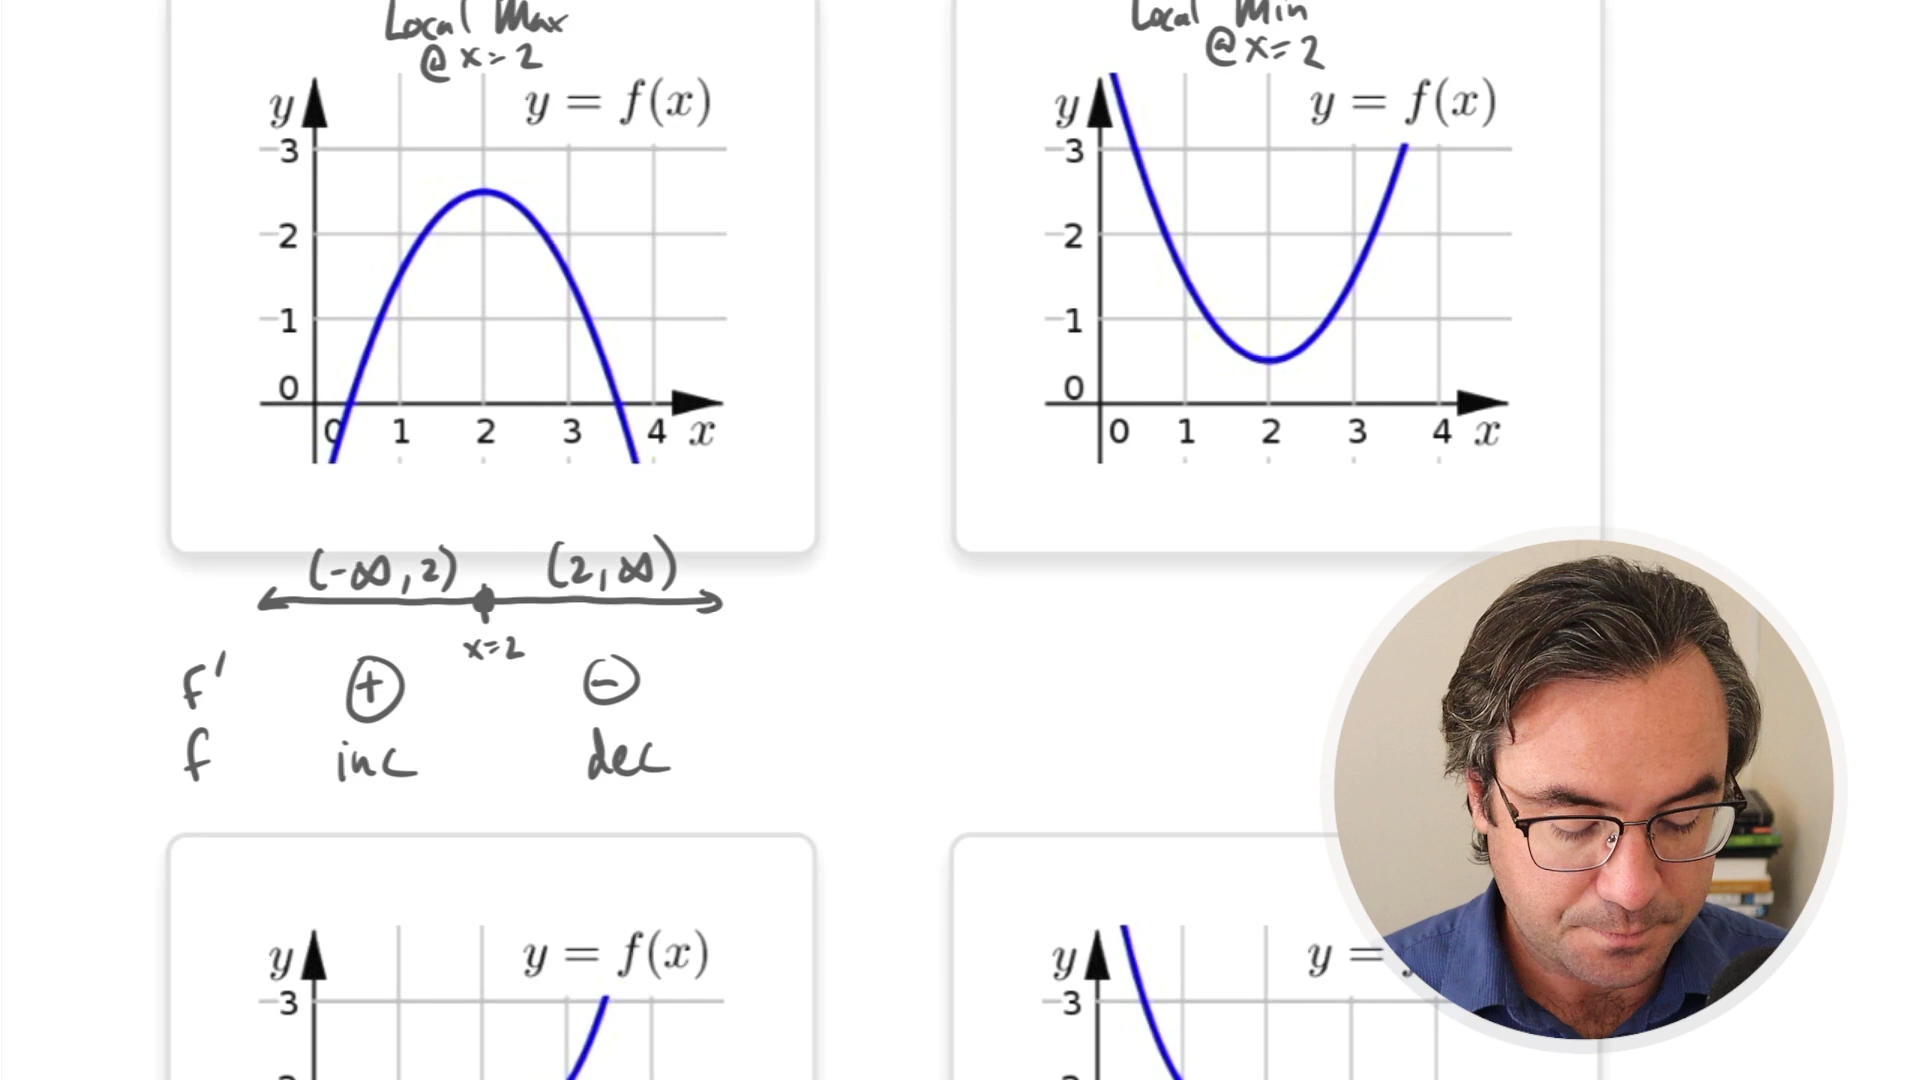 Local Max
@ x = 2
y
y = f(x)
3
2
1
0
0 1 2 3 4 x
Local Min
@ x = 2
y
y = f(x)
3
2
1
0
0 1 2 3 4 x
(-∞, 2) (2, ∞)
x=2
f' + -
f inc dec
y
y = f(x)
3
y
y =
3